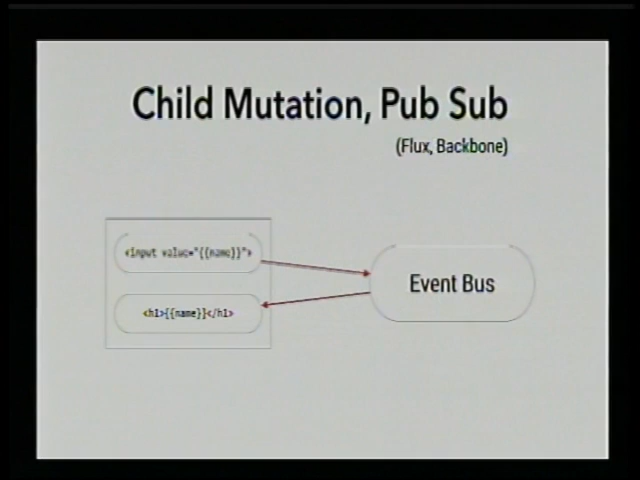 Child Mutation, Pub Sub
(Flux, Backbone)
<input value="{{name}}">
Event Bus
<h1>{{name}}</h1>